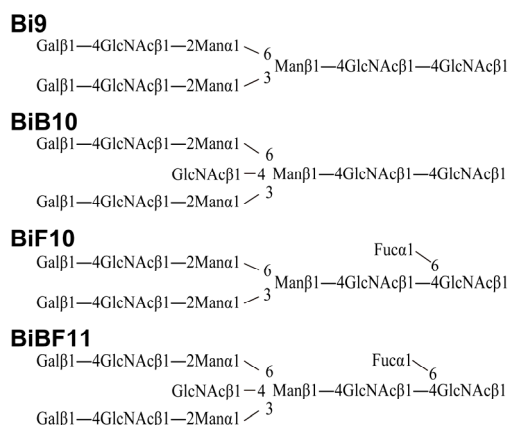 Bi9
Galβ1—4GlcNAcβ1—2Manα1
6
Manβ1—4GlcNAcβ1—4GlcNAcβ1
Galβ1—4GlcNAcβ1—2Manα1
3
BiB10
Galβ1—4GlcNAcβ1—2Manα1
6
GlcNAcβ1—4 Manβ1—4GlcNAcβ1—4GlcNAcβ1
Galβ1—4GlcNAcβ1—2Manα1
3
BiF10
Fucα1
Galβ1—4GlcNAcβ1—2Manα1
6
6
Manβ1—4GlcNAcβ1—4GlcNAcβ1
Galβ1—4GlcNAcβ1—2Manα1
3
BiBF11
Galβ1—4GlcNAcβ1—2Manα1
Fucα1
6
6
GlcNAcβ1—4 Manβ1—4GlcNAcβ1—4GlcNAcβ1
Galβ1—4GlcNAcβ1—2Manα1
3